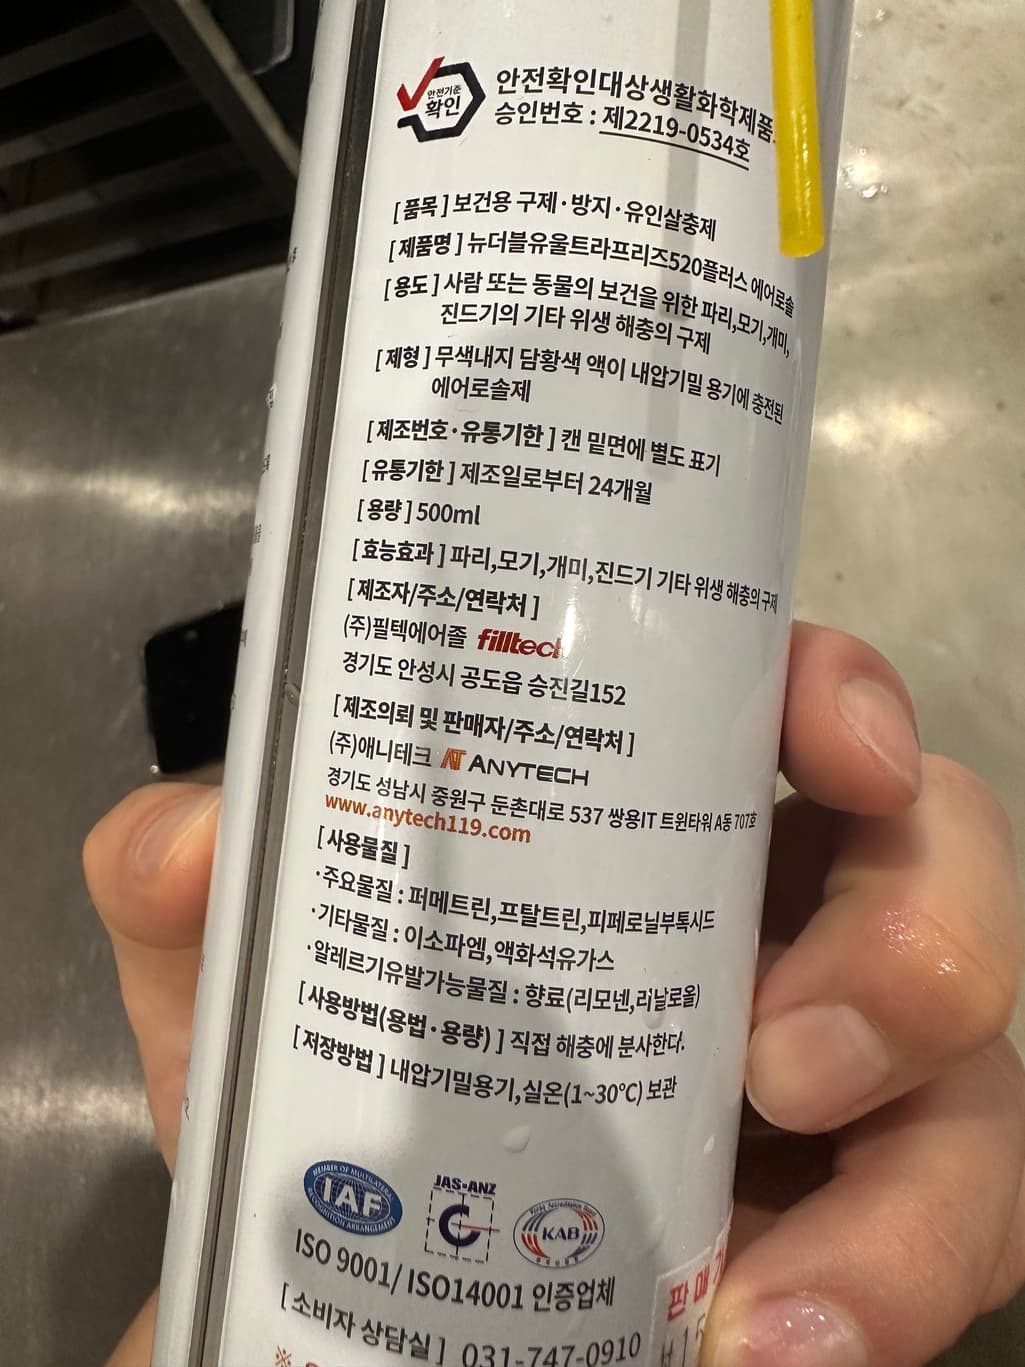 안전기준
확인
안전확인대상생활화학제품
승인번호 : 제2219-0534호
[ 품목 ] 보건용 구제·방지·유인살충제
[ 제품명 ] 뉴더블유울트라프리즈520플러스 에어로솔
[ 용도 ] 사람 또는 동물의 보건을 위한 파리,모기,개미,
진드기의 기타 위생 해충의 구제
[ 제형 ] 무색내지 담황색 액이 내압기밀 용기에 충전된
에어로솔제
[ 제조번호·유통기한 ] 캔 밑면에 별도 표기
[ 유통기한 ] 제조일로부터 24개월
[ 용량 ] 500ml
[ 효능효과 ] 파리,모기,개미,진드기 기타 위생 해충의 구제
[ 제조자/주소/연락처 ]
(주)필텍에어졸 filltech
경기도 안성시 공도읍 승진길152
[ 제조의뢰 및 판매자/주소/연락처 ]
(주)애니테크 AT ANYTECH
경기도 성남시 중원구 둔촌대로 537 쌍용IT 트윈타워 A동 707호
www.anytech119.com
[ 사용물질 ]
·주요물질 : 퍼메트린,프탈트린,피페로닐부톡시드
·기타물질 : 이소파엠,액화석유가스
·알레르기유발가능물질 : 향료(리모넨,리날로올)
[ 사용방법(용법·용량) ] 직접 해충에 분사한다.
[ 저장방법 ] 내압기밀용기,실온(1~30℃) 보관
MEMBER OF MULTILATERAL
IAF
RECOGNITION ARRANGEMENT
JAS-ANZ
Korea Accreditation Board
KAB
ISO 9001/ ISO14001 인증업체
[ 소비자 상담실 ] 031-747-0910
판매